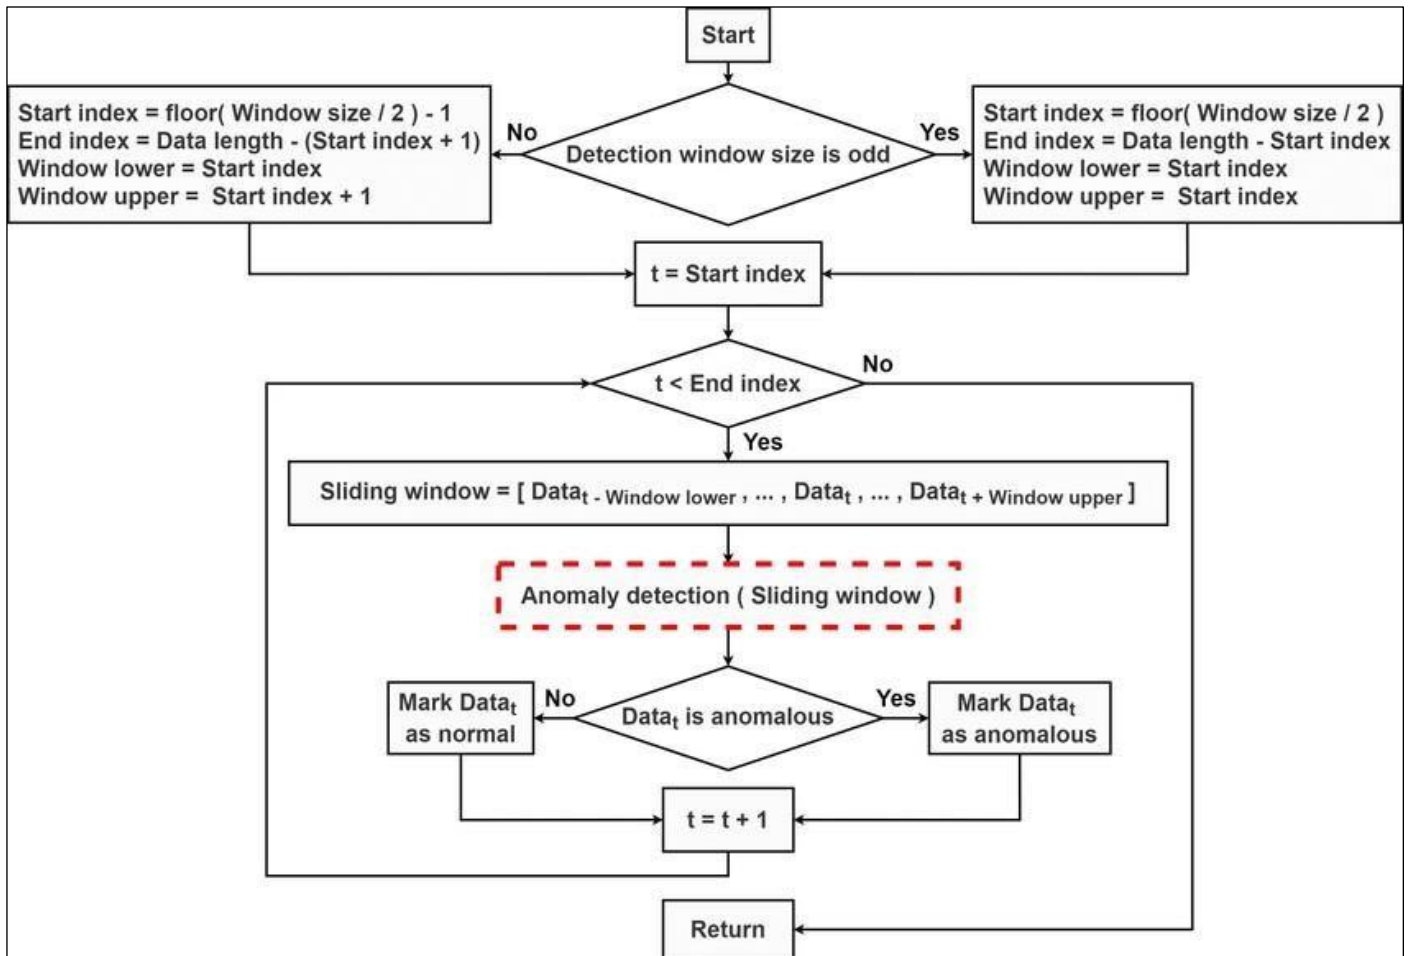 Start
Start index = floor( Window size / 2 ) - 1
End index = Data length - (Start index + 1)
Window lower = Start index
Window upper =  Start index + 1
No
Detection window size is odd
Yes
Start index = floor( Window size / 2 )
End index = Data length - Start index
Window lower = Start index
Window upper =  Start index
t = Start index
t < End index
No
Yes
Sliding window = [ Datat - Window lower , ... , Datat , ... , Datat + Window upper ]
Anomaly detection ( Sliding window )
Mark Datat
as normal
No
Datat is anomalous
Yes
Mark Datat
as anomalous
t = t + 1
Return